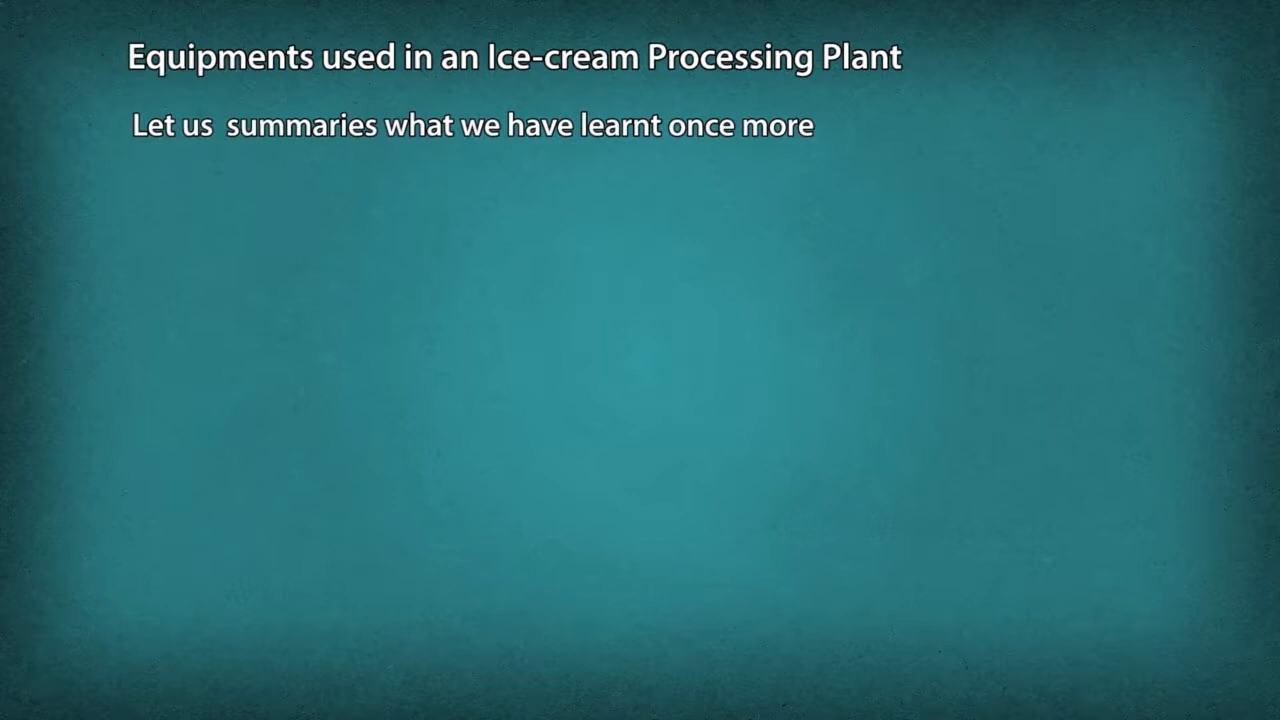 Equipments used in an Ice-cream Processing Plant
Let us summaries what we have learnt once more